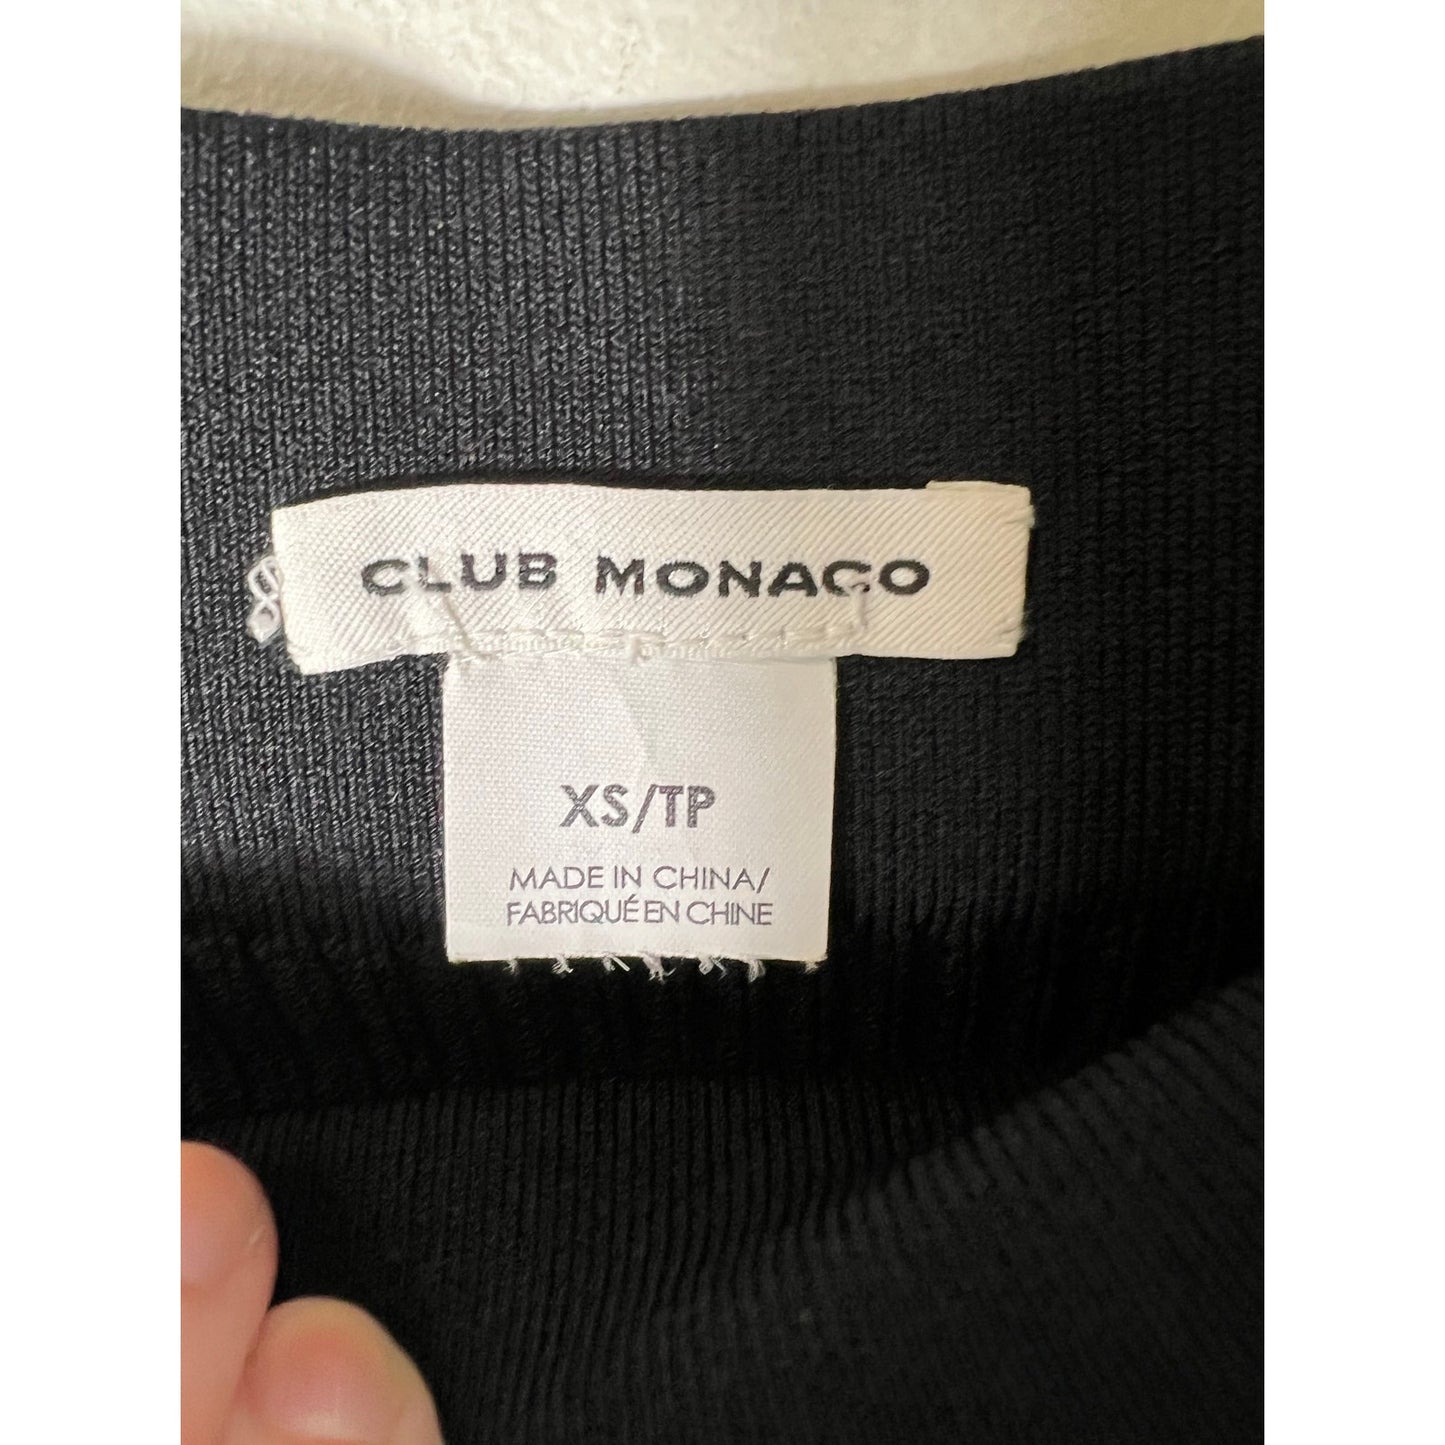 CLUB MONACO
XS/TP
MADE IN CHINA/
FABRIQUÉ EN CHINE